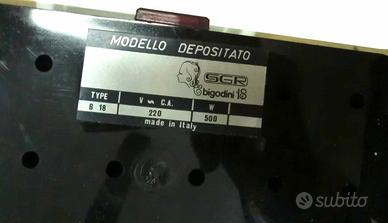 MODELLO DEPOSITATO
SGR
bigodini 18
TYPE V ∿ C.A. W
B 18 220 500
made in Italy
subito